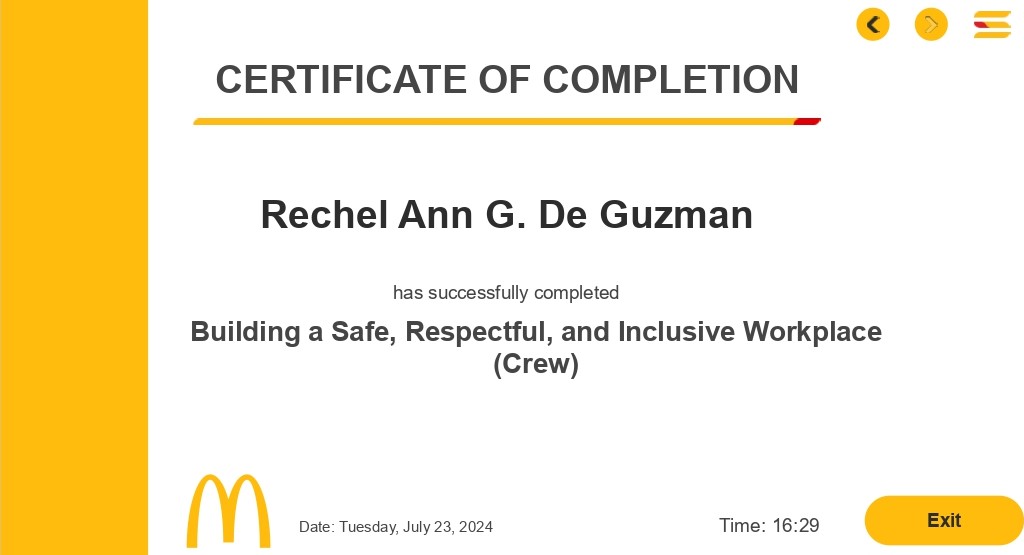 CERTIFICATE OF COMPLETION
Rechel Ann G. De Guzman
has successfully completed
Building a Safe, Respectful, and Inclusive Workplace
(Crew)
Date: Tuesday, July 23, 2024
Time: 16:29
Exit